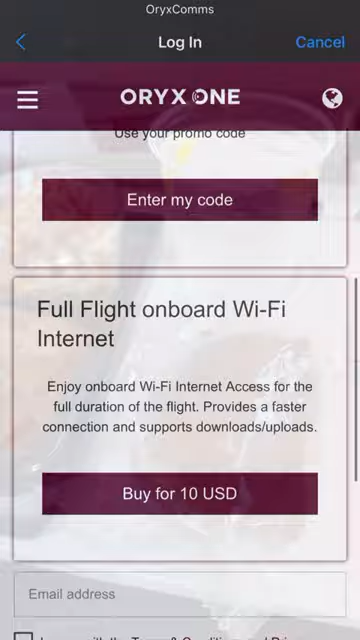 OryxComms
Log In
Cancel
ORYX ONE
Use your promo code
Enter my code
Full Flight onboard Wi-Fi
Internet
Enjoy onboard Wi-Fi Internet Access for the
full duration of the flight. Provides a faster
connection and supports downloads/uploads.
Buy for 10 USD
Email address